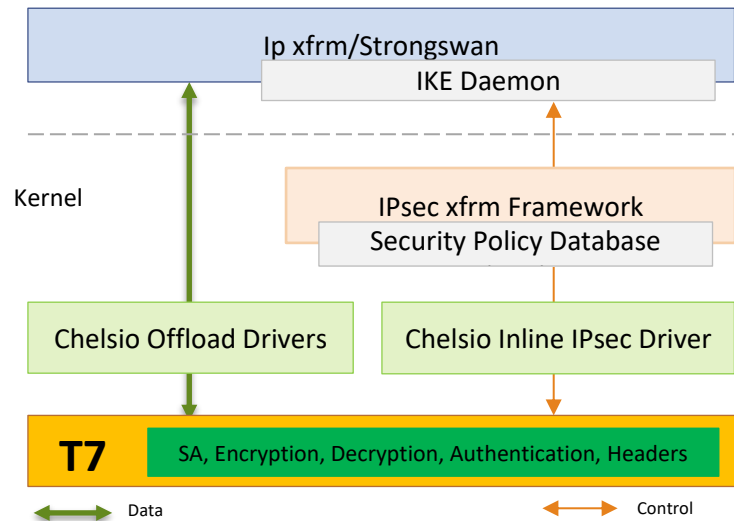 Ip xfrm/Strongswan
IKE Daemon
Kernel
IPsec xfrm Framework
Security Policy Database
Chelsio Offload Drivers
Chelsio Inline IPsec Driver
T7
SA, Encryption, Decryption, Authentication, Headers
Data
Control